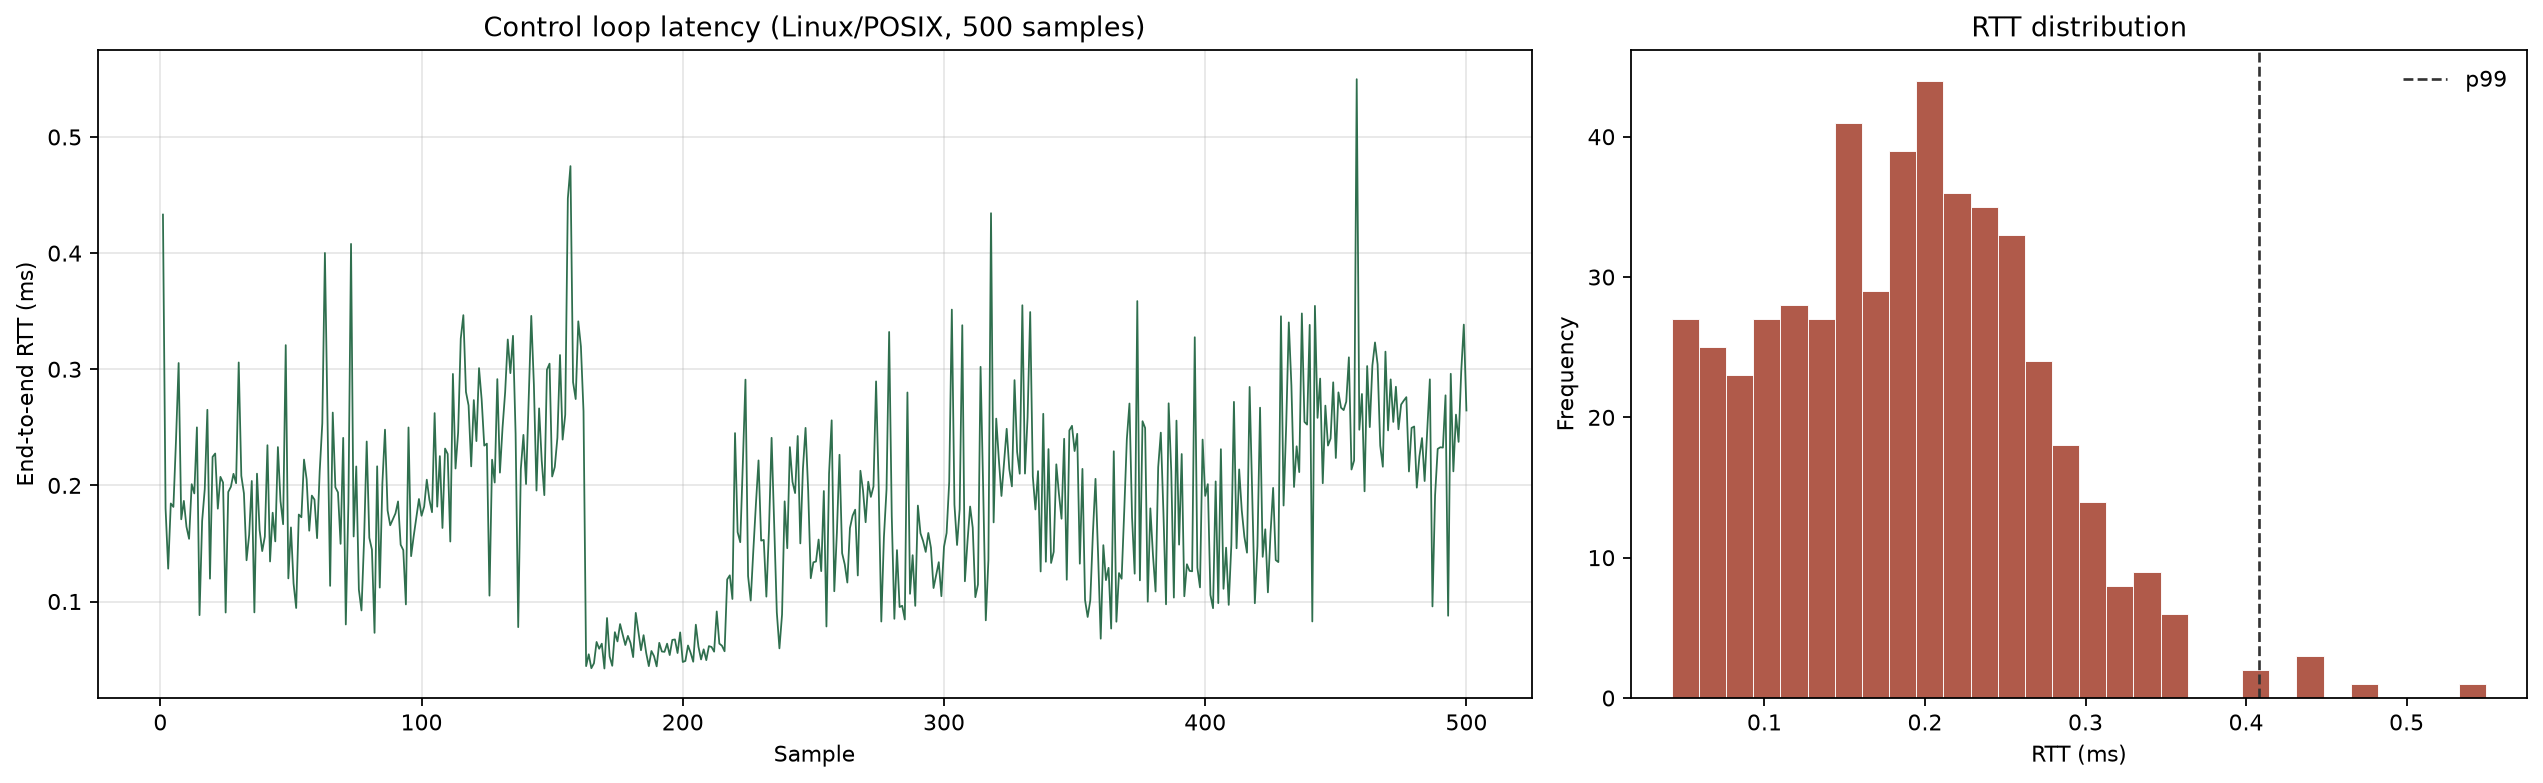 Control loop latency (Linux/POSIX, 500 samples)
End-to-end RTT (ms)
0.5
0.4
0.3
0.2
0.1
0 100 200 300 400 500
Sample
RTT distribution
p99
Frequency
40
30
20
10
0
0.1 0.2 0.3 0.4 0.5
RTT (ms)